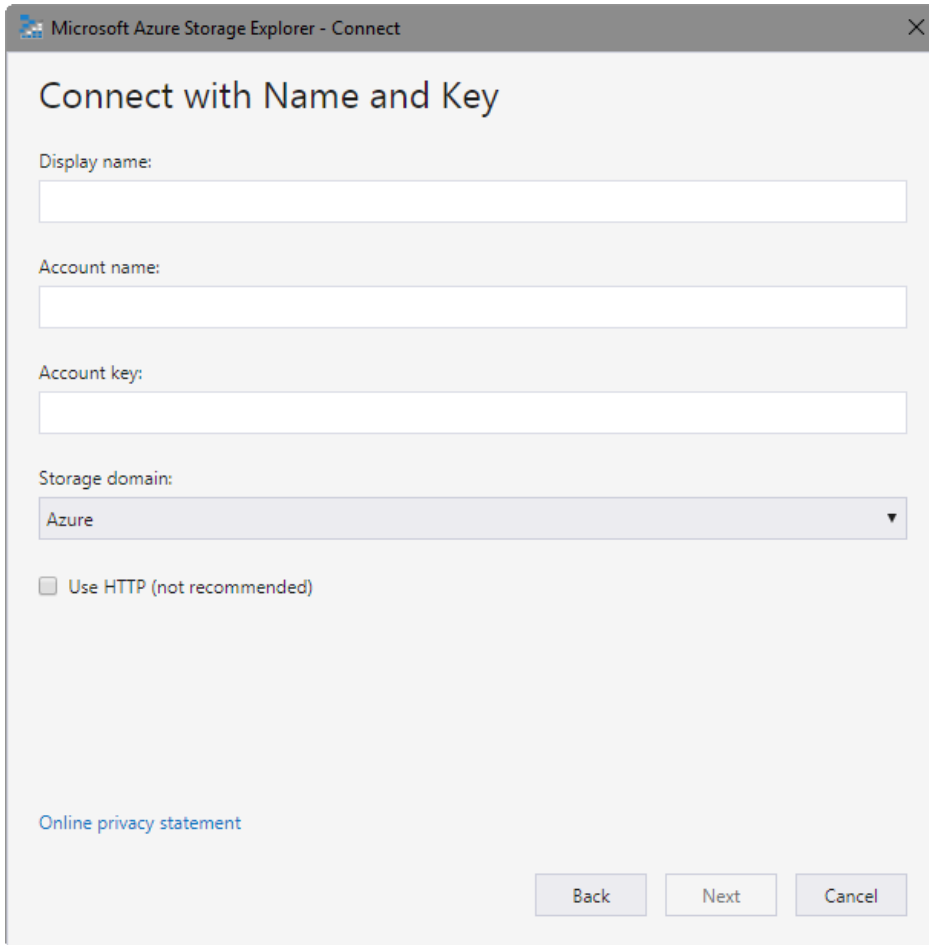 Microsoft Azure Storage Explorer - Connect
Connect with Name and Key
Display name:
Account name:
Account key:
Storage domain:
Azure
Use HTTP (not recommended)
Online privacy statement
Back Next Cancel